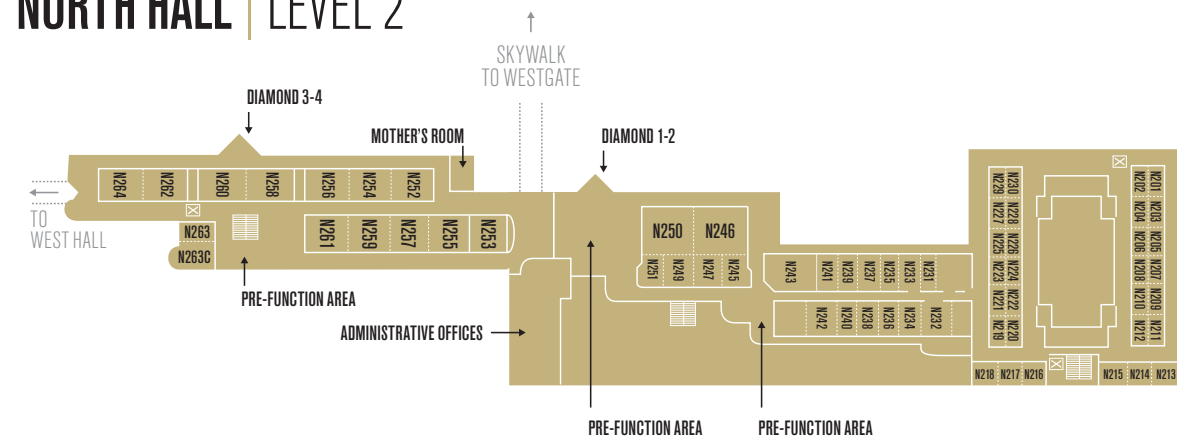 NORTH HALL | LEVEL 2
SKYWALK
TO WESTGATE
DIAMOND 3-4
MOTHER'S ROOM
DIAMOND 1-2
N264
N262
N260
N258
N256
N254
N252
TO
WEST HALL
N263
N263C
N261
N259
N257
N255
N253
PRE-FUNCTION AREA
ADMINISTRATIVE OFFICES
N250
N246
N251
N249
N247
N245
N243
N241
N239
N237
N235
N233
N231
N242
N240
N238
N236
N234
N232
N229
N230
N227
N228
N225
N226
N223
N224
N221
N222
N219
N220
N202
N201
N204
N203
N206
N205
N208
N207
N210
N209
N212
N211
N218
N217
N216
N215
N214
N213
PRE-FUNCTION AREA
PRE-FUNCTION AREA